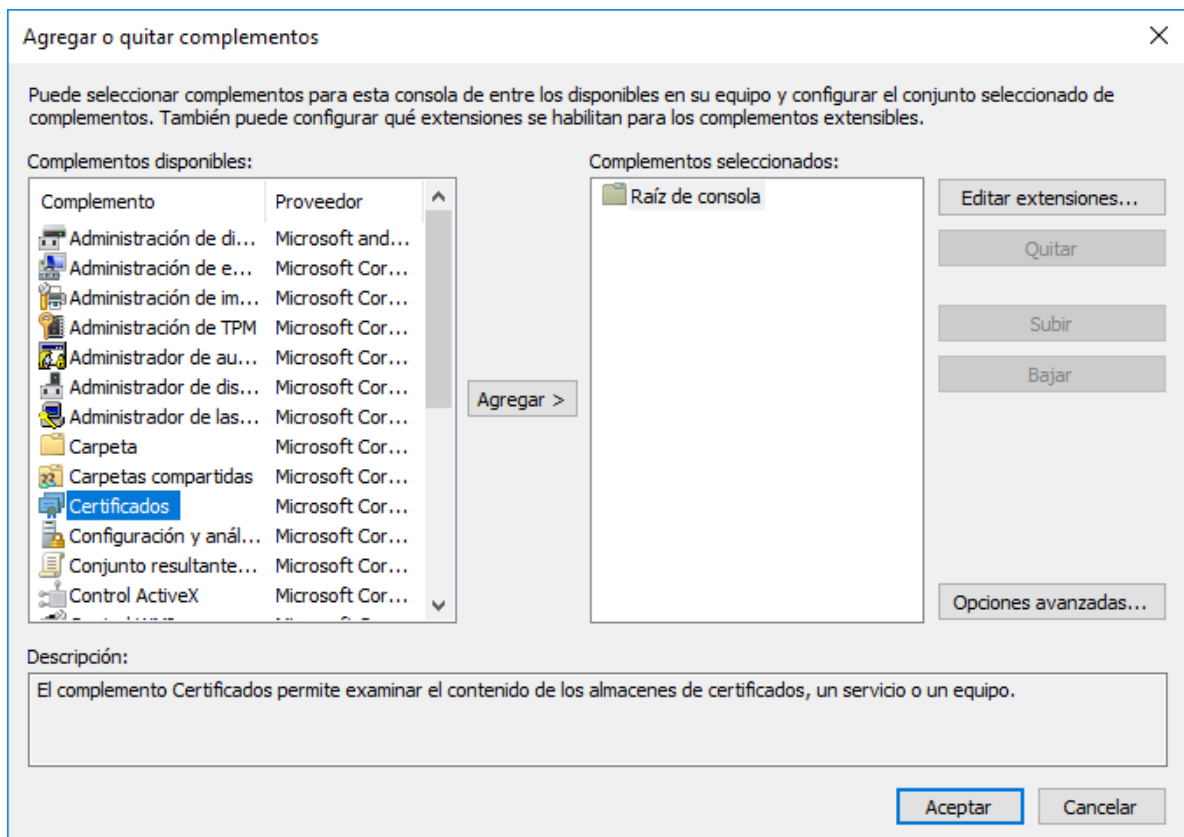 Agregar o quitar complementos
Puede seleccionar complementos para esta consola de entre los disponibles en su equipo y configurar el conjunto seleccionado de
complementos. También puede configurar qué extensiones se habilitan para los complementos extensibles.
Complementos disponibles:
Complemento Proveedor
Administración de di... Microsoft and...
Administración de e... Microsoft Cor...
Administración de im... Microsoft Cor...
Administración de TPM Microsoft Cor...
Administrador de au... Microsoft Cor...
Administrador de dis... Microsoft Cor...
Administrador de las... Microsoft Cor...
Carpeta Microsoft Cor...
Carpetas compartidas Microsoft Cor...
Certificados Microsoft Cor...
Configuración y anál... Microsoft Cor...
Conjunto resultante... Microsoft Cor...
Control ActiveX Microsoft Cor...
Agregar >
Complementos seleccionados:
Raíz de consola
Editar extensiones...
Quitar
Subir
Bajar
Opciones avanzadas...
Descripción:
El complemento Certificados permite examinar el contenido de los almacenes de certificados, un servicio o un equipo.
Aceptar
Cancelar